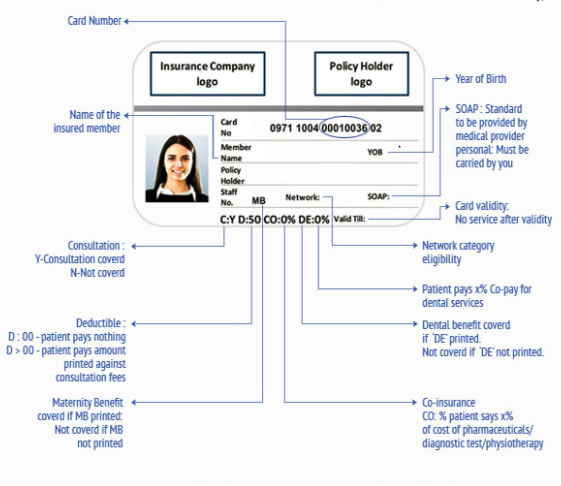 Card Number
Insurance Company
logo
Policy Holder
logo
Year of Birth
Name of the
insured member
SOAP : Standard
to be provided by
medical provider
personal: Must be
carried by you
Card
No
0971 1004 00010036 02
Member
Name
YOB
Policy
Holder
Staff
No.
MB
Network:
SOAP:
C:Y D:50 CO:0% DE:0% Valid Till:
Card validity:
No service after validity
Consultation :
Y-Consultation coverd
N-Not coverd
Network category
eligibility
Patient pays x% Co-pay for
dental services
Deductible :
D : 00 - patient pays nothing
D > 00 - patient pays amount
printed against
consultation fees
Dental benefit coverd
if 'DE' printed.
Not coverd if 'DE' not printed.
Maternity Benefit
coverd if MB printed:
Not coverd if MB
not printed
Co-insurance
CO: % patient says x%
of cost of pharmaceuticals/
diagnostic test/physiotherapy